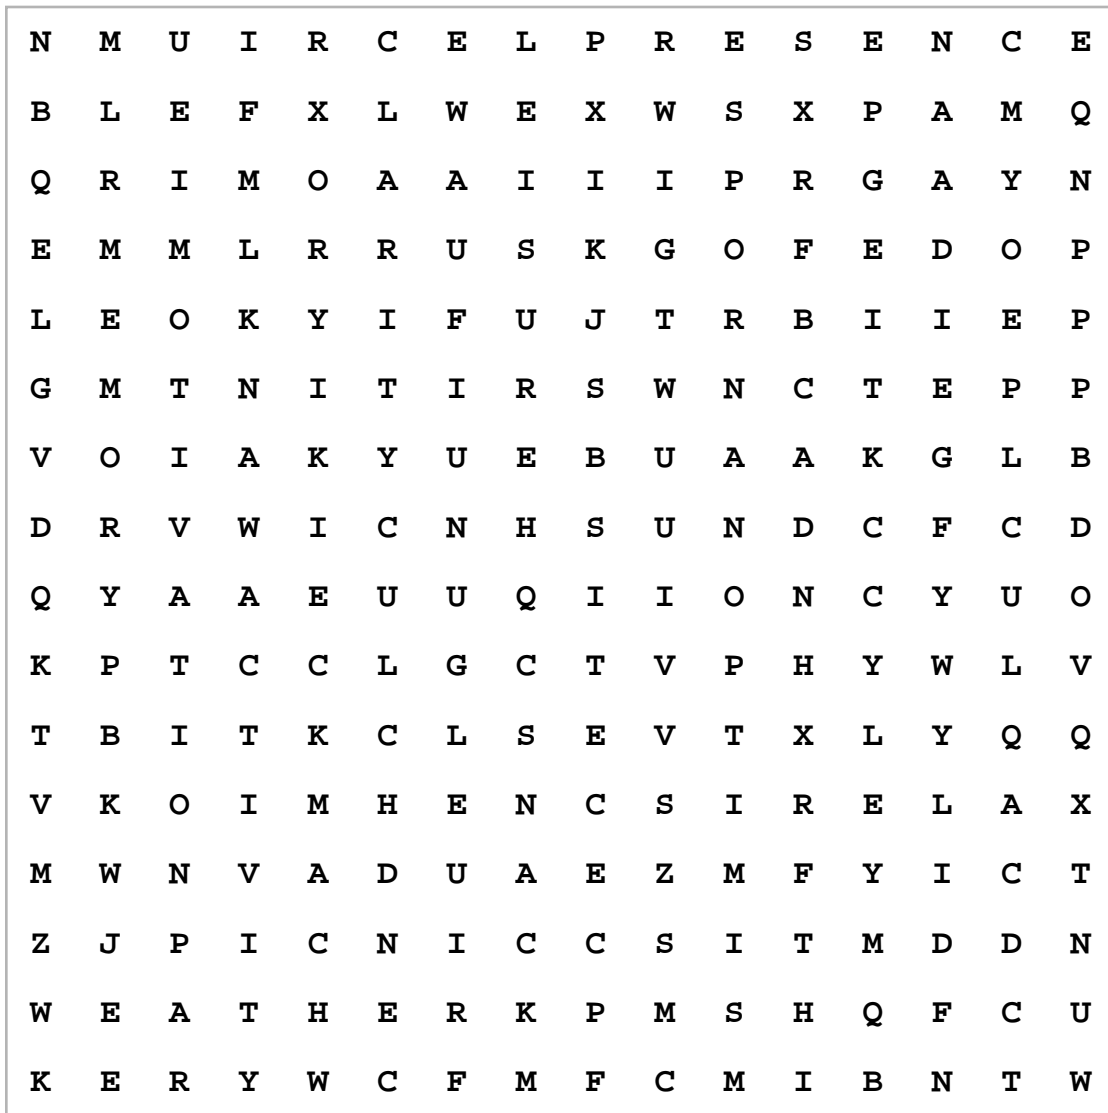 N M U I R C E L P R E S E N C E
B L E F X L W E X W S X P A M Q
Q R I M O A A I I I P R G A Y N
E M M L R R U S K G O F E D O P
L E O K Y I F U J T R B I I E P
G M T N I T I R S W N C T E P P
V O I A K Y U E B U A A K G L B
D R V W I C N H S U N D C F C D
Q Y A A E U U Q I I O N C Y U O
K P T C C L G C T V P H Y W L V
T B I T K C L S E V T X L Y Q Q
V K O I M H E N C S I R E L A X
M W N V A D U A E Z M F Y I C T
Z J P I C N I C C S I T M D D N
W E A T H E R K P M S H Q F C U
K E R Y W C F M F C M I B N T W